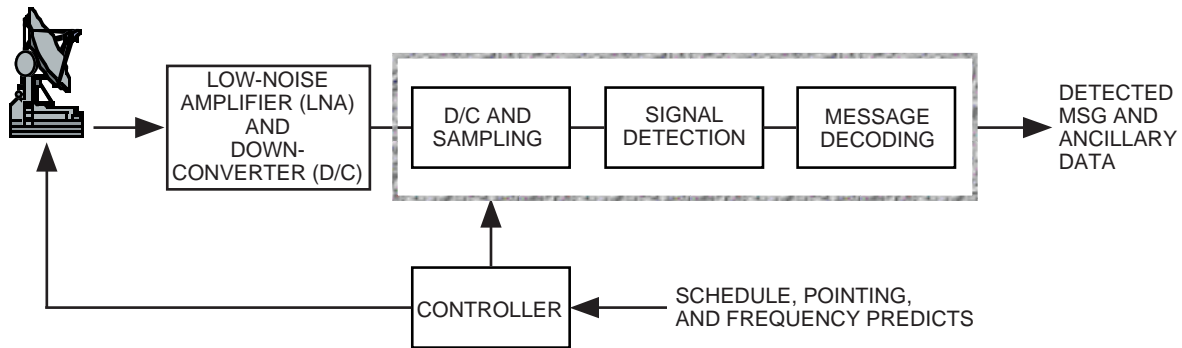 LOW-NOISE
AMPLIFIER (LNA)
AND
DOWN-
CONVERTER (D/C)
D/C AND
SAMPLING
SIGNAL
DETECTION
MESSAGE
DECODING
DETECTED
MSG AND
ANCILLARY
DATA
CONTROLLER
SCHEDULE, POINTING,
AND FREQUENCY PREDICTS